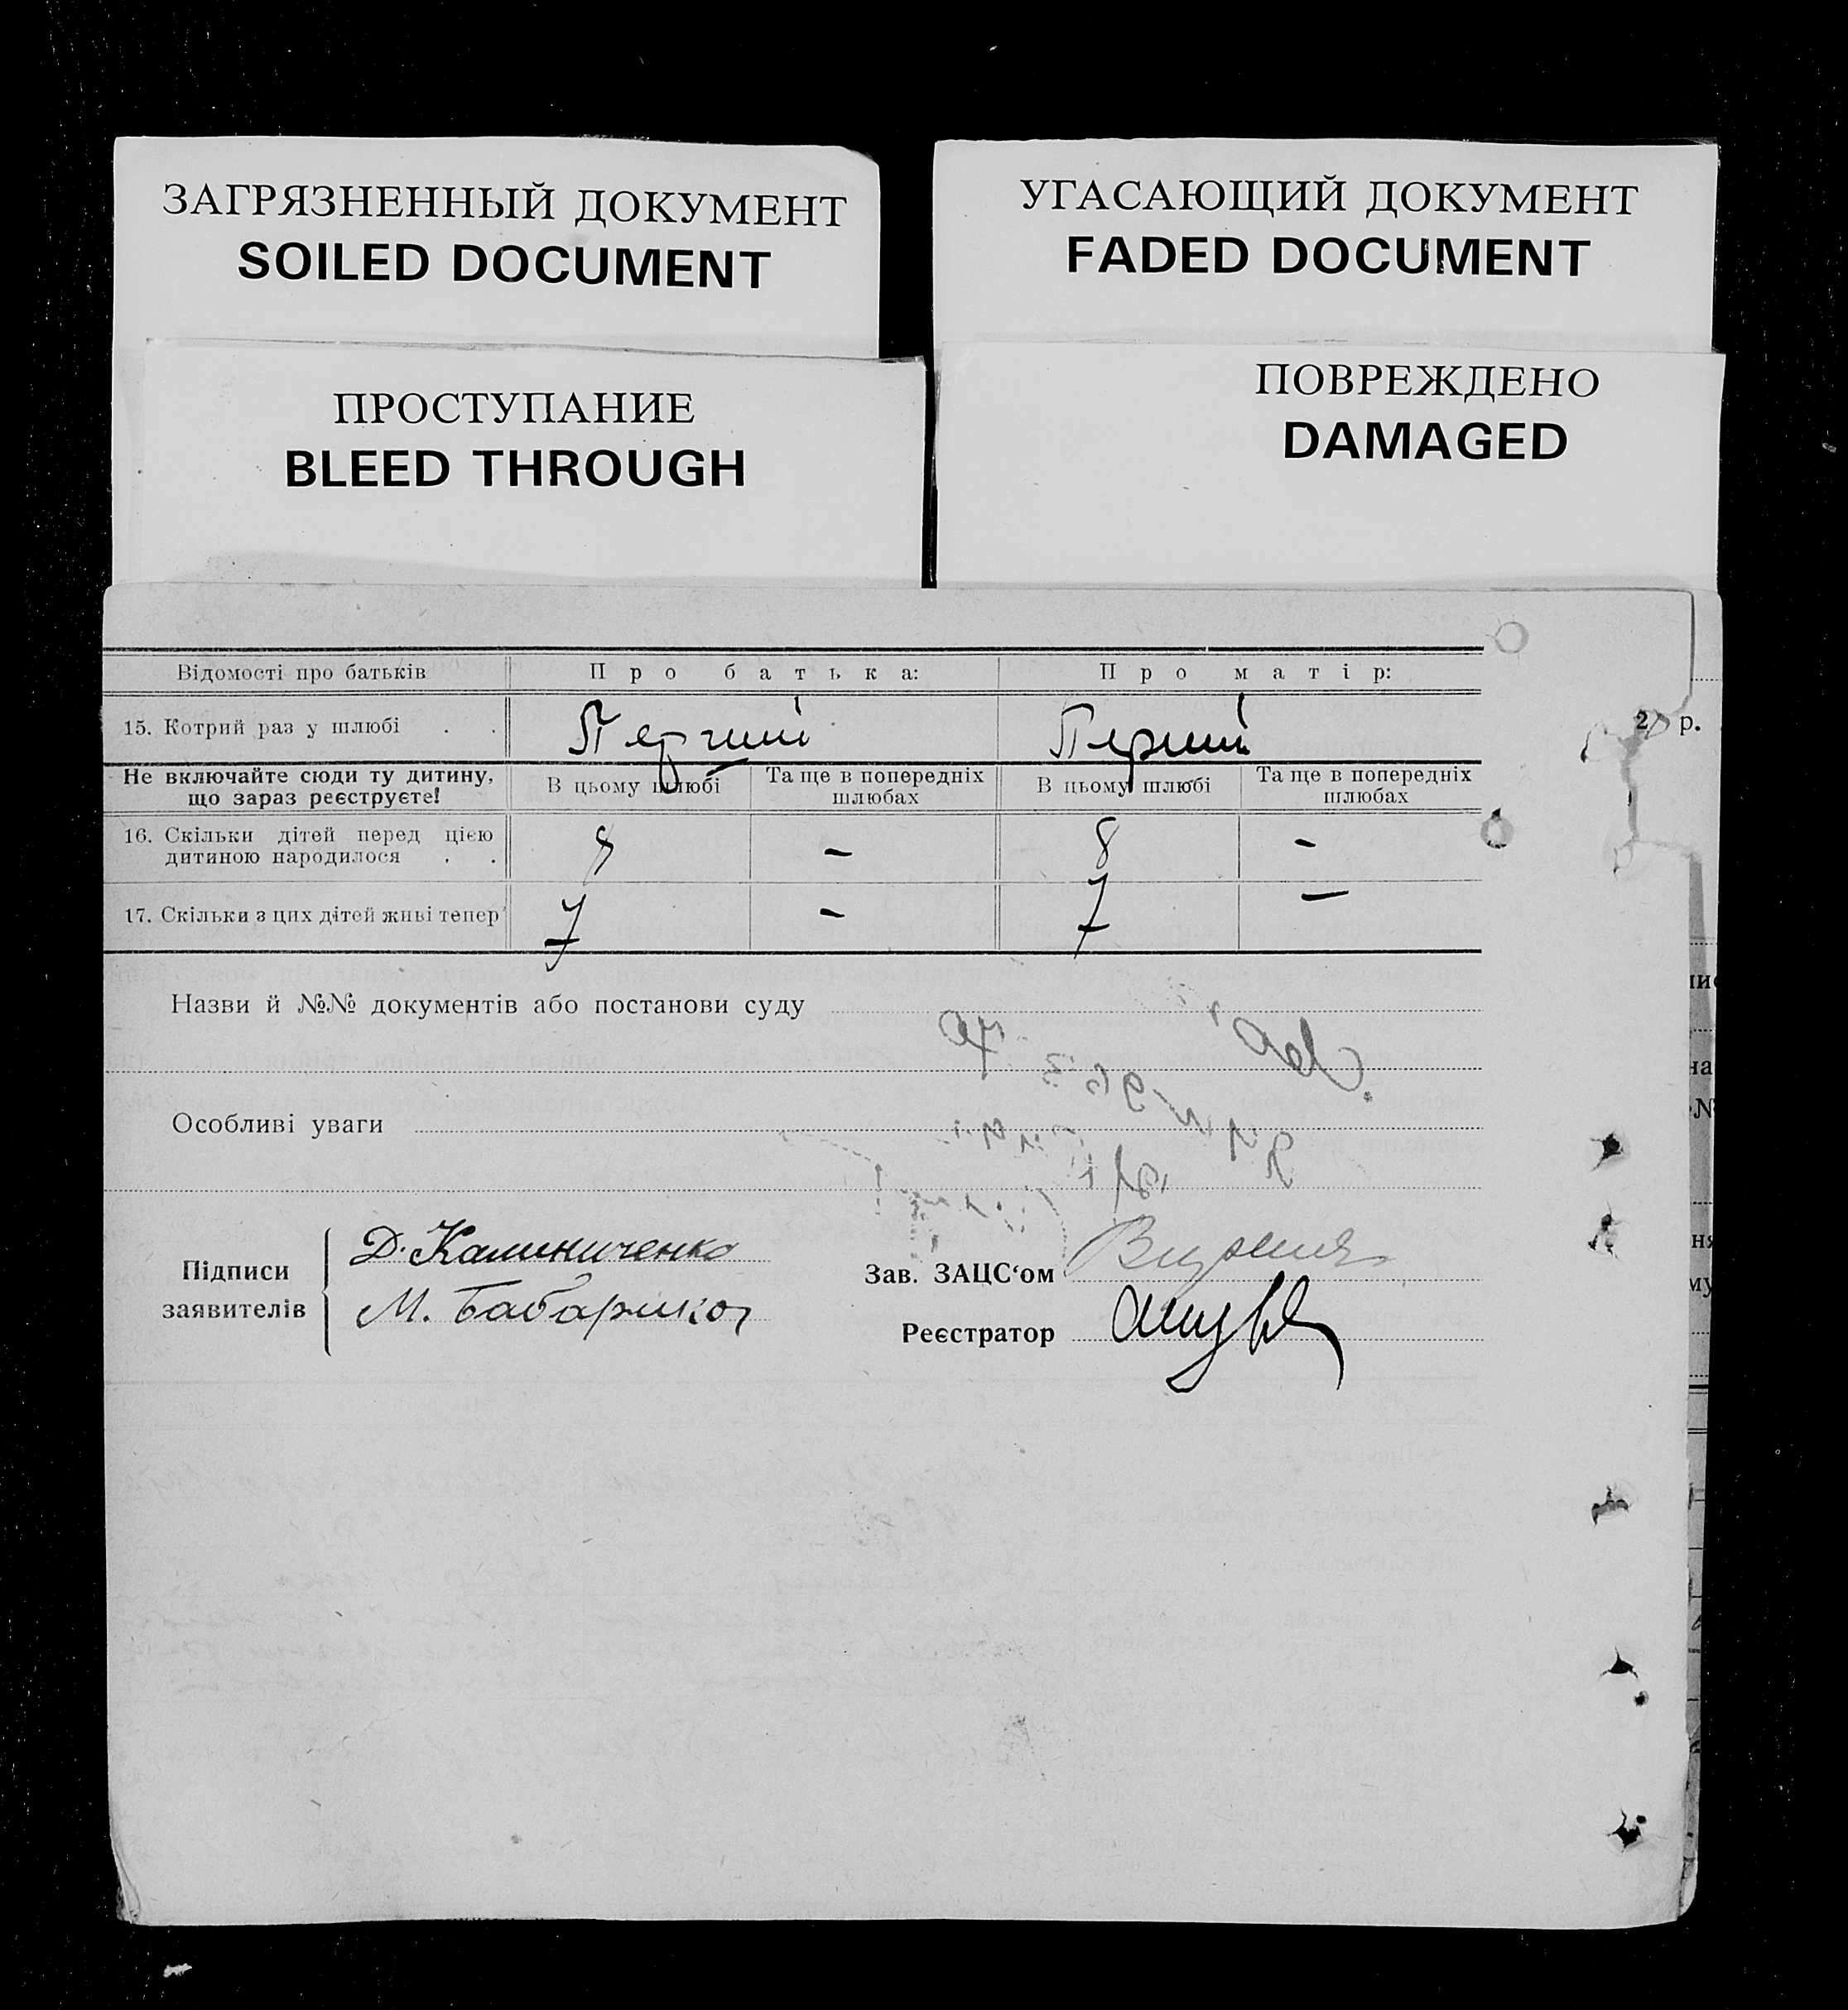 ЗАГРЯЗНЕННЫЙ ДОКУМЕНТ
SOILED DOCUMENT
УГАСАЮЩИЙ ДОКУМЕНТ
FADED DOCUMENT
ПРОСТУПАНИЕ
BLEED THROUGH
ПОВРЕЖДЕНО
DAMAGED
Відомості про батьків Про батька: Про матір:
15. Котрий раз у шлюбі . . Перший Перший
Не включайте сюди ту дитину, що зараз реєструєте!
В цьому шлюбі
Та ще в попередніх шлюбах
В цьому шлюбі
Та ще в попередніх шлюбах
16. Скільки дітей перед цією
дитиною народилося . . 8 – 8 –
17. Скільки з цих дітей живі тепер 7 – 7 –
Назви й №№ документів або постанови суду
Особливі уваги
Підписи
заявителів
Д. Калиниченко
М. Бабарико
Зав. ЗАЦС‘ом
Реєстратор
р.